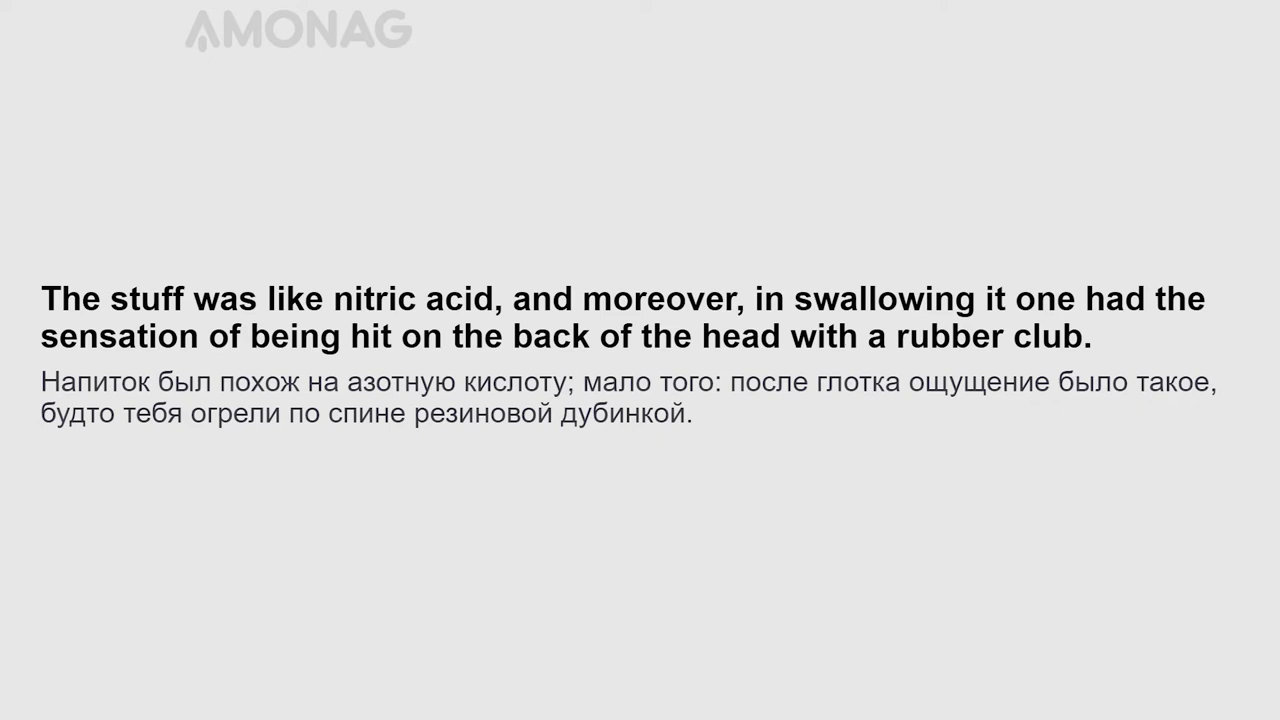 AMONAG
The stuff was like nitric acid, and moreover, in swallowing it one had the
sensation of being hit on the back of the head with a rubber club.
Напиток был похож на азотную кислоту; мало того: после глотка ощущение было такое,
будто тебя огрели по спине резиновой дубинкой.